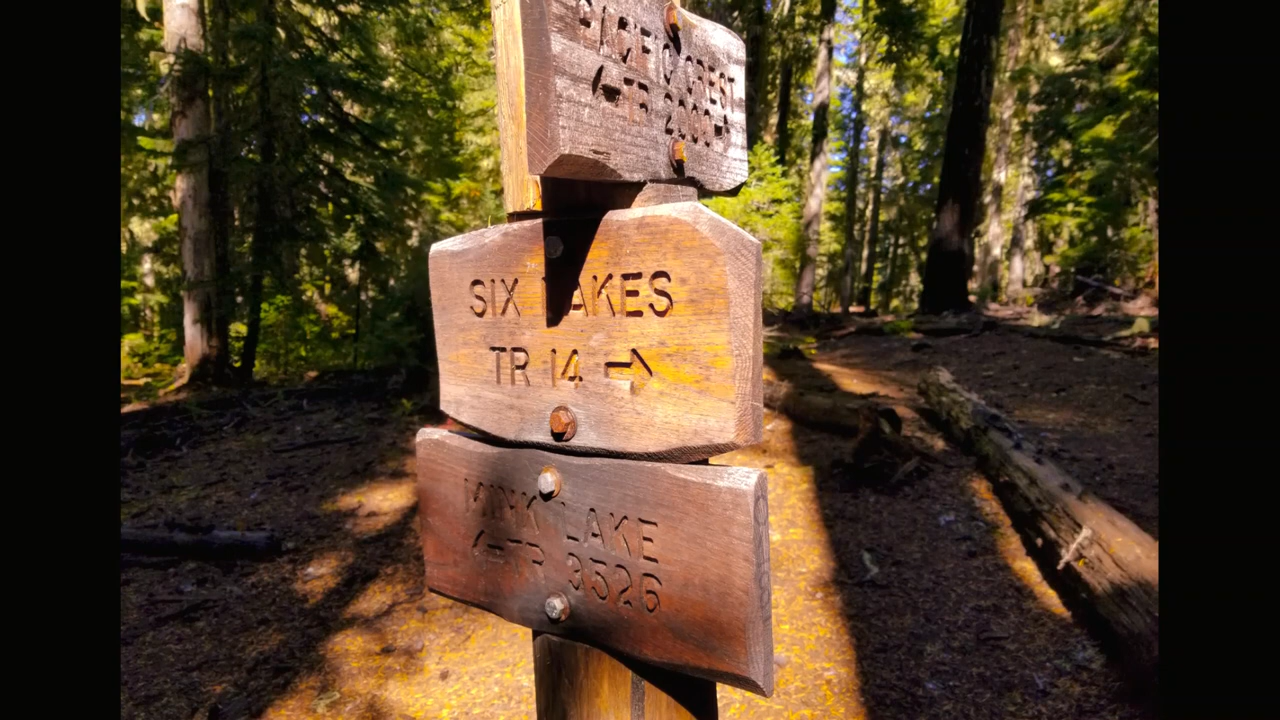 PACIFIC CREST
← TR 2000 →
SIX LAKES
TR 14 →
MINK LAKE
← TR 3526